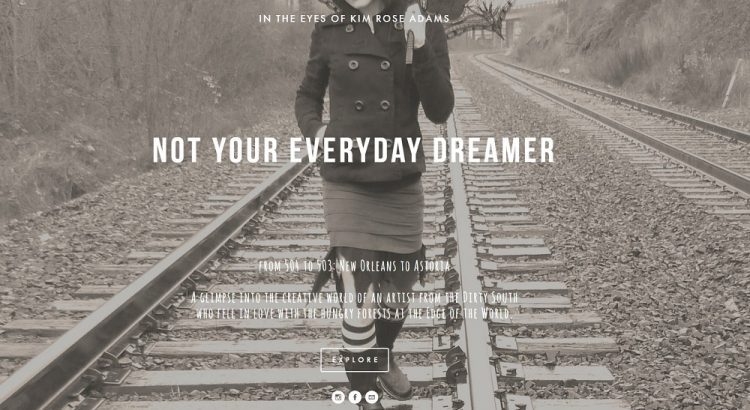 IN THE EYES OF KIM ROSE ADAMS
NOT YOUR EVERYDAY DREAMER
from 504 to 503: New Orleans to Astoria
A glimpse into the creative world of an artist from the Dirty South
who fell in love with the hungry forests at the Edge of the World.
EXPLORE